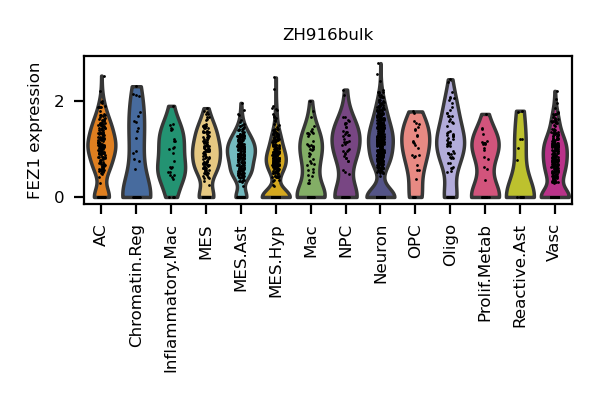 ZH916bulk
FEZ1 expression
2
0
AC
Chromatin.Reg
Inflammatory.Mac
MES
MES.Ast
MES.Hyp
Mac
NPC
Neuron
OPC
Oligo
Prolif.Metab
Reactive.Ast
Vasc